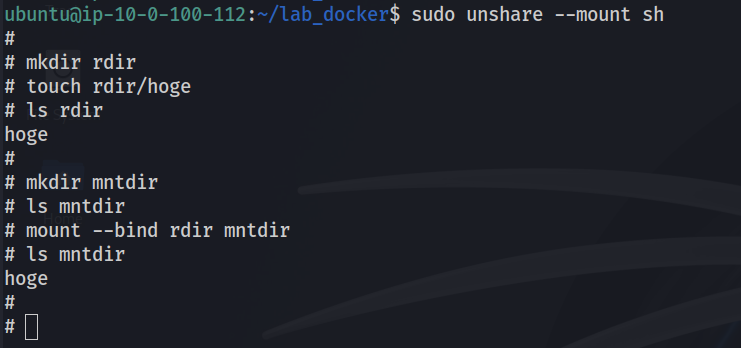 ubuntu@ip-10-0-100-112:~/lab_docker$ sudo unshare --mount sh
#
# mkdir rdir
# touch rdir/hoge
# ls rdir
hoge
#
# mkdir mntdir
# ls mntdir
# mount --bind rdir mntdir
# ls mntdir
hoge
#
#